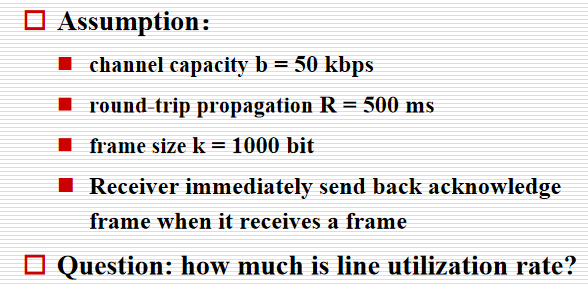 Assumption:
channel capacity b = 50 kbps
round-trip propagation R = 500 ms
frame size k = 1000 bit
Receiver immediately send back acknowledge
frame when it receives a frame
Question: how much is line utilization rate?